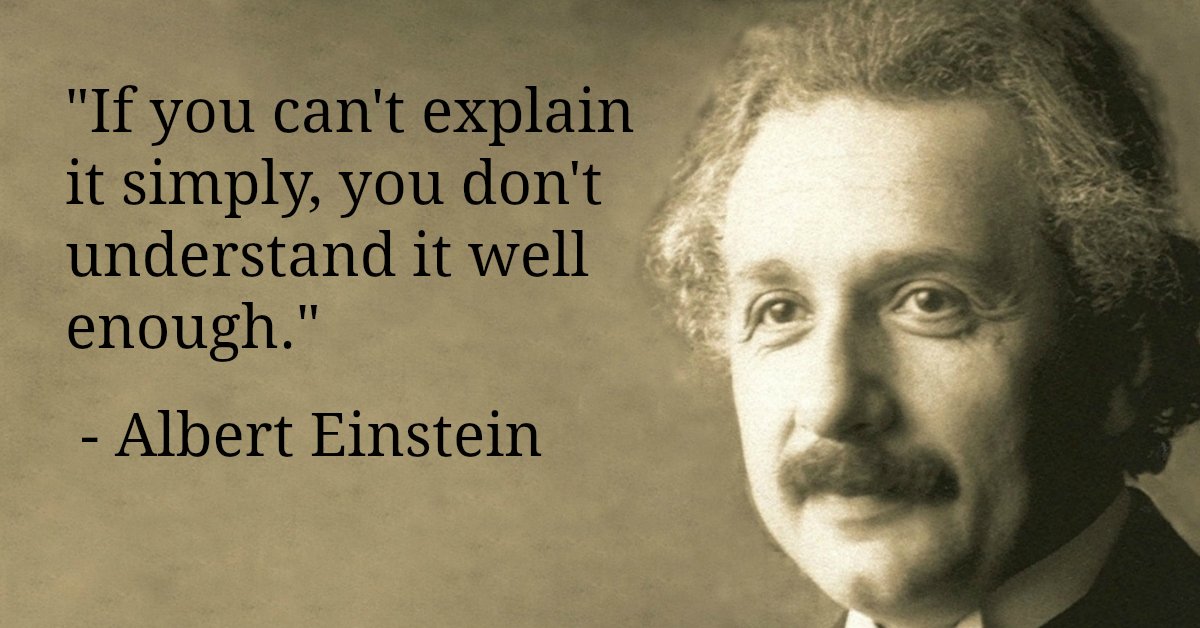 "If you can't explain
it simply, you don't
understand it well
enough."
- Albert Einstein